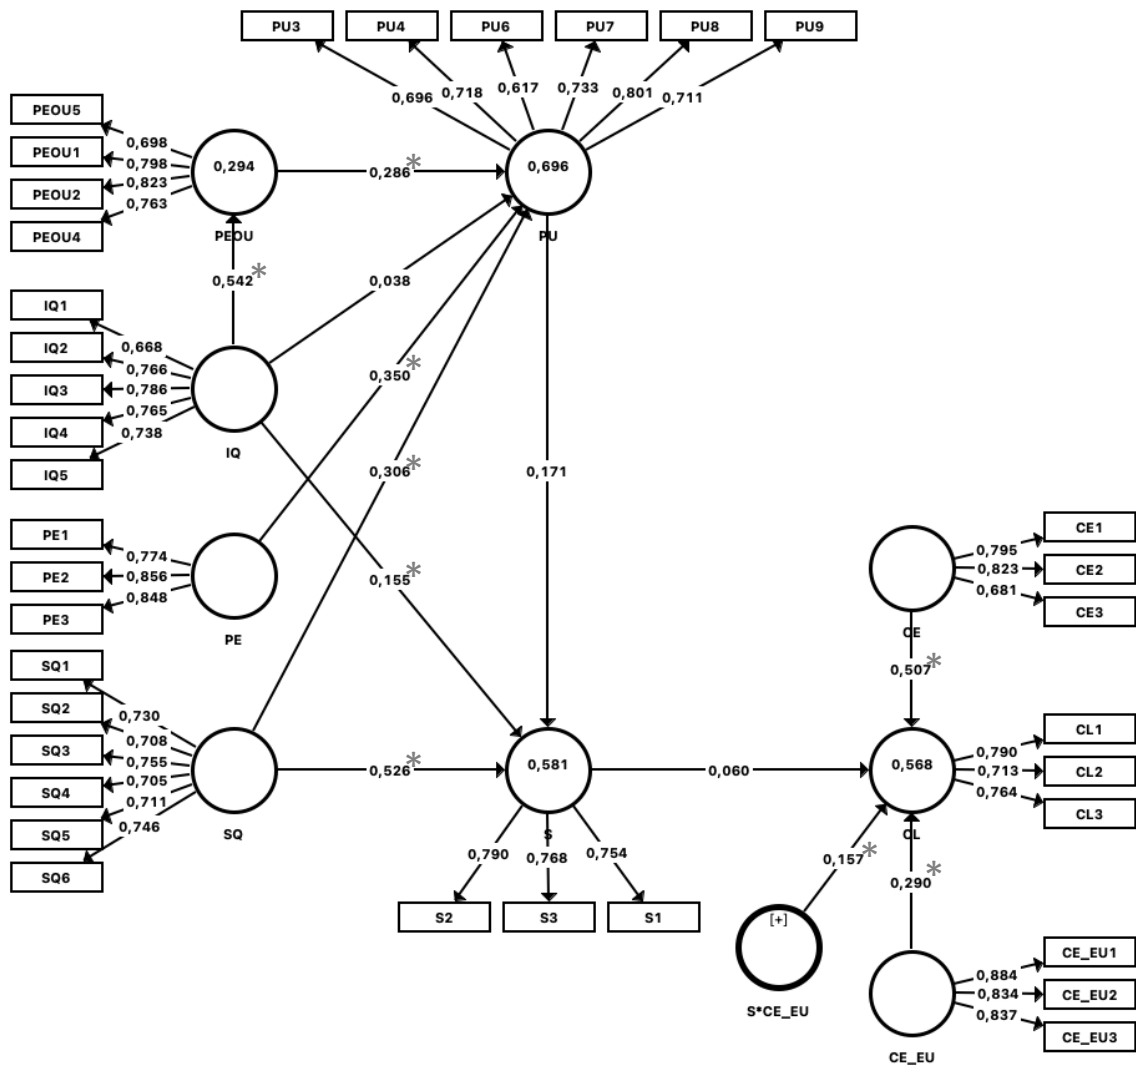 PU3 PU4 PU6 PU7 PU8 PU9
0,696 0,718 0,617 0,733 0,801 0,711
PEOU5
PEOU1
PEOU2
PEOU4
0,698
0,798
0,823
0,763
0,294
PEOU
0,286*
0,696
PU
0,542*
0,038
IQ1
IQ2
IQ3
IQ4
IQ5
0,668
0,766
0,786
0,765
0,738
IQ
0,350*
0,306*
0,171
0,155*
PE1
PE2
PE3
0,774
0,856
0,848
PE
CE1
CE2
CE3
0,795
0,823
0,681
CE
0,507*
SQ1
SQ2
SQ3
SQ4
SQ5
SQ6
0,730
0,708
0,755
0,705
0,711
0,746
SQ
0,526*
0,581
S
0,060
0,568
CL
CL1
CL2
CL3
0,790
0,713
0,764
0,790 0,768 0,754
S2 S3 S1
0,157*
0,290*
[+]
S*CE_EU
CE_EU1
CE_EU2
CE_EU3
0,884
0,834
0,837
CE_EU